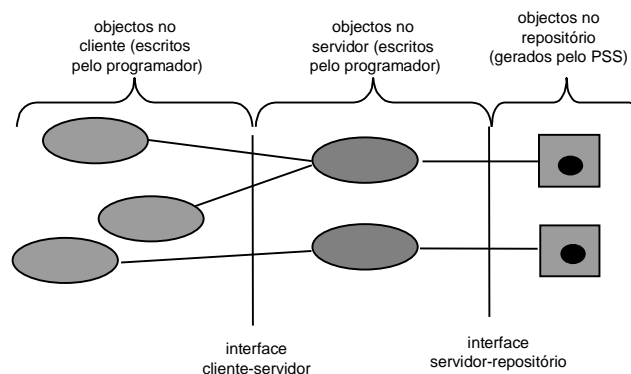 objectos no
cliente (escritos
pelo programador)
objectos no
servidor (escritos
pelo programador)
objectos no
repositório
(gerados pelo PSS)
interface
cliente-servidor
interface
servidor-repositório